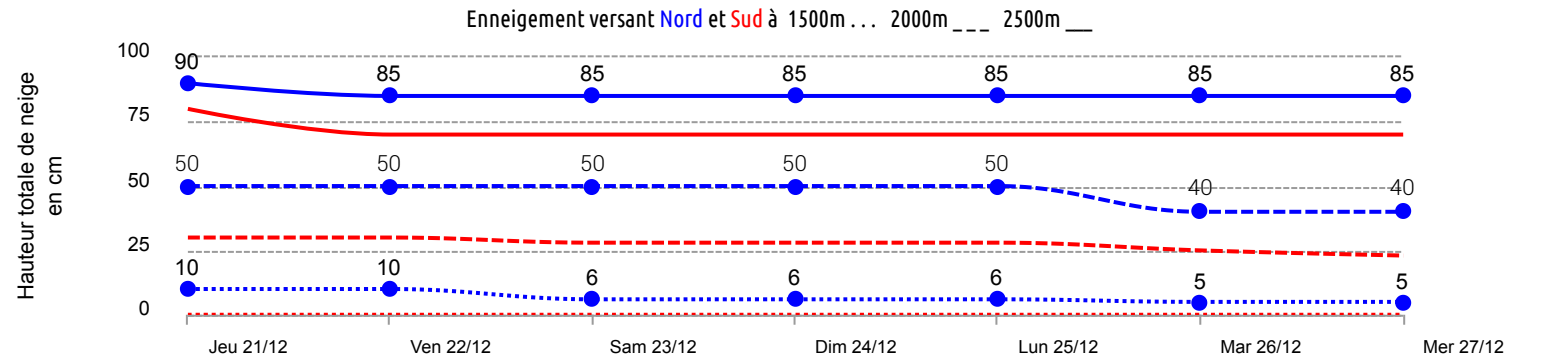 Enneigement versant Nord et Sud à 1500m . . . 2000m _ _ _ 2500m __
Hauteur totale de neige
en cm
100
75
50
25
0
90 85 85 85 85 85 85
50 50 50 50 50 40 40
10 10 6 6 6 5 5
Jeu 21/12 Ven 22/12 Sam 23/12 Dim 24/12 Lun 25/12 Mar 26/12 Mer 27/12